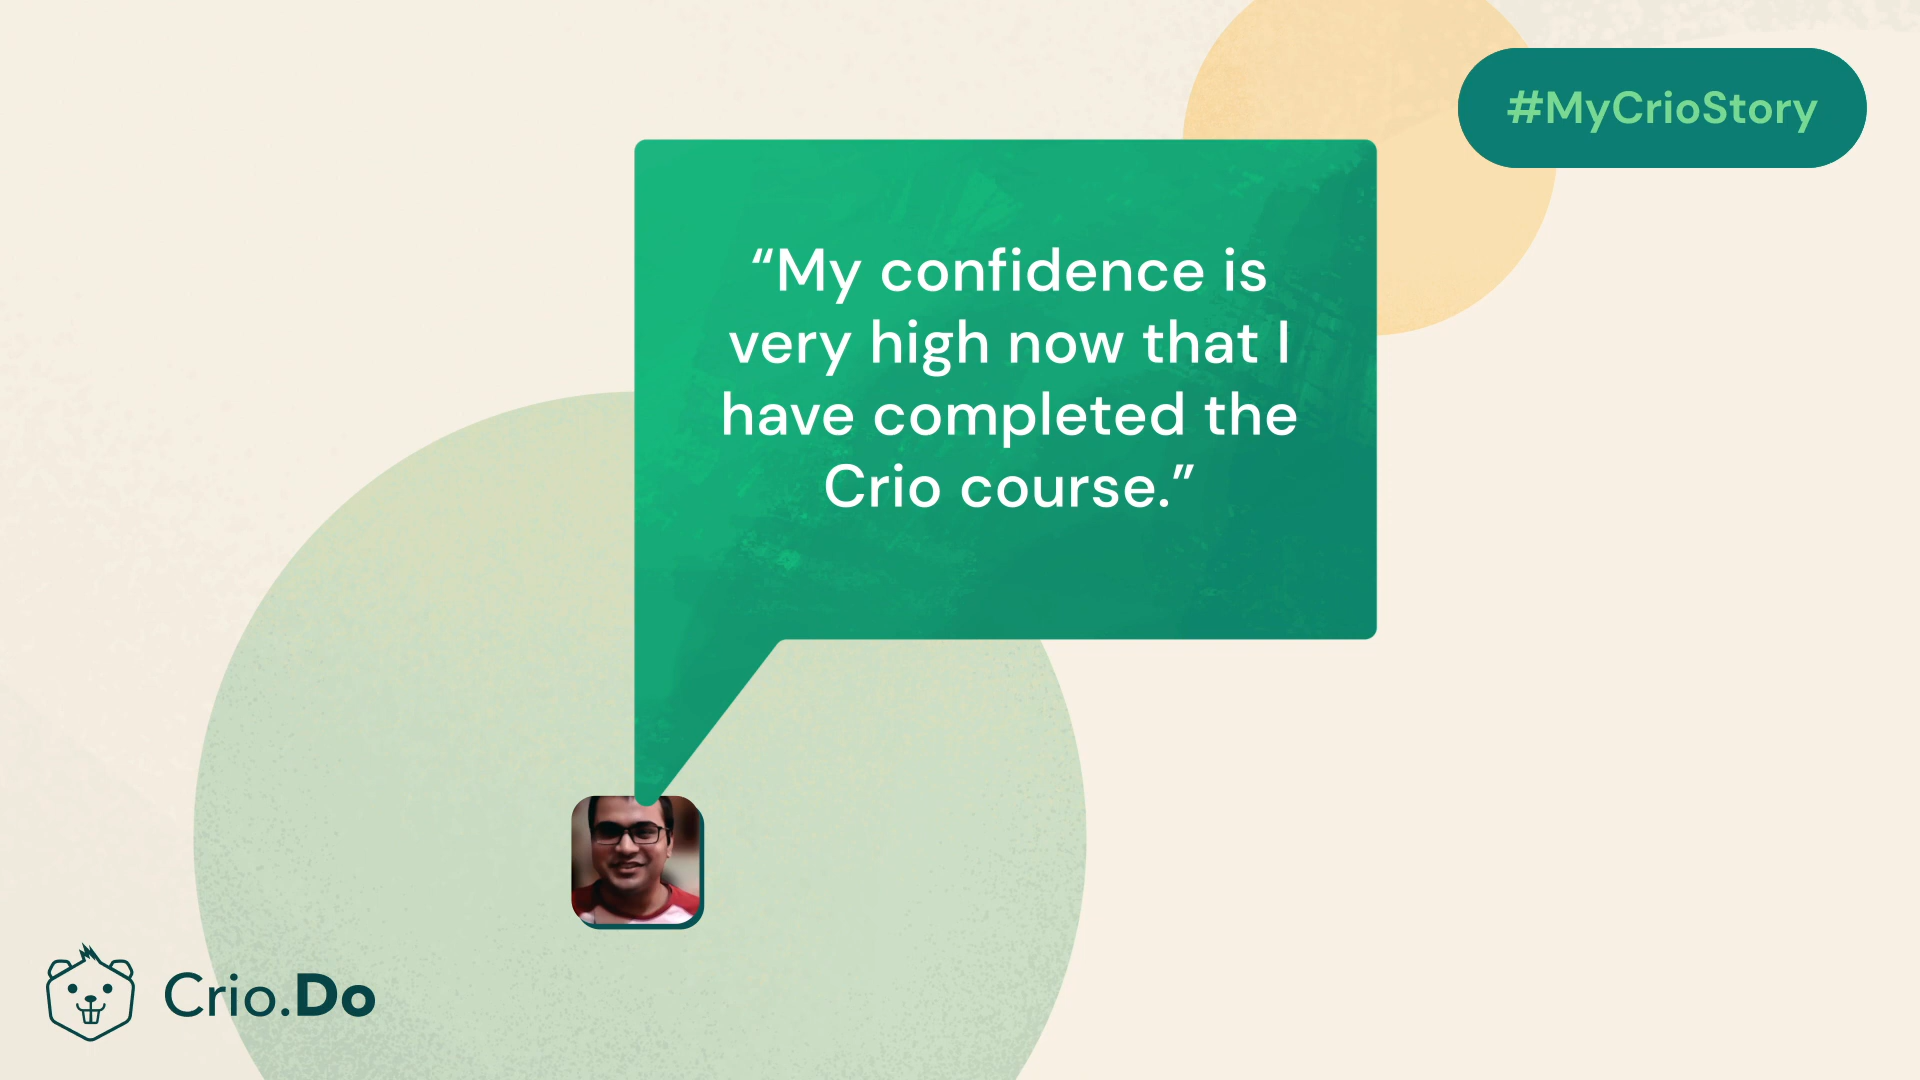 #MyCrioStory
“My confidence is
very high now that I
have completed the
Crio course.”
Crio.Do